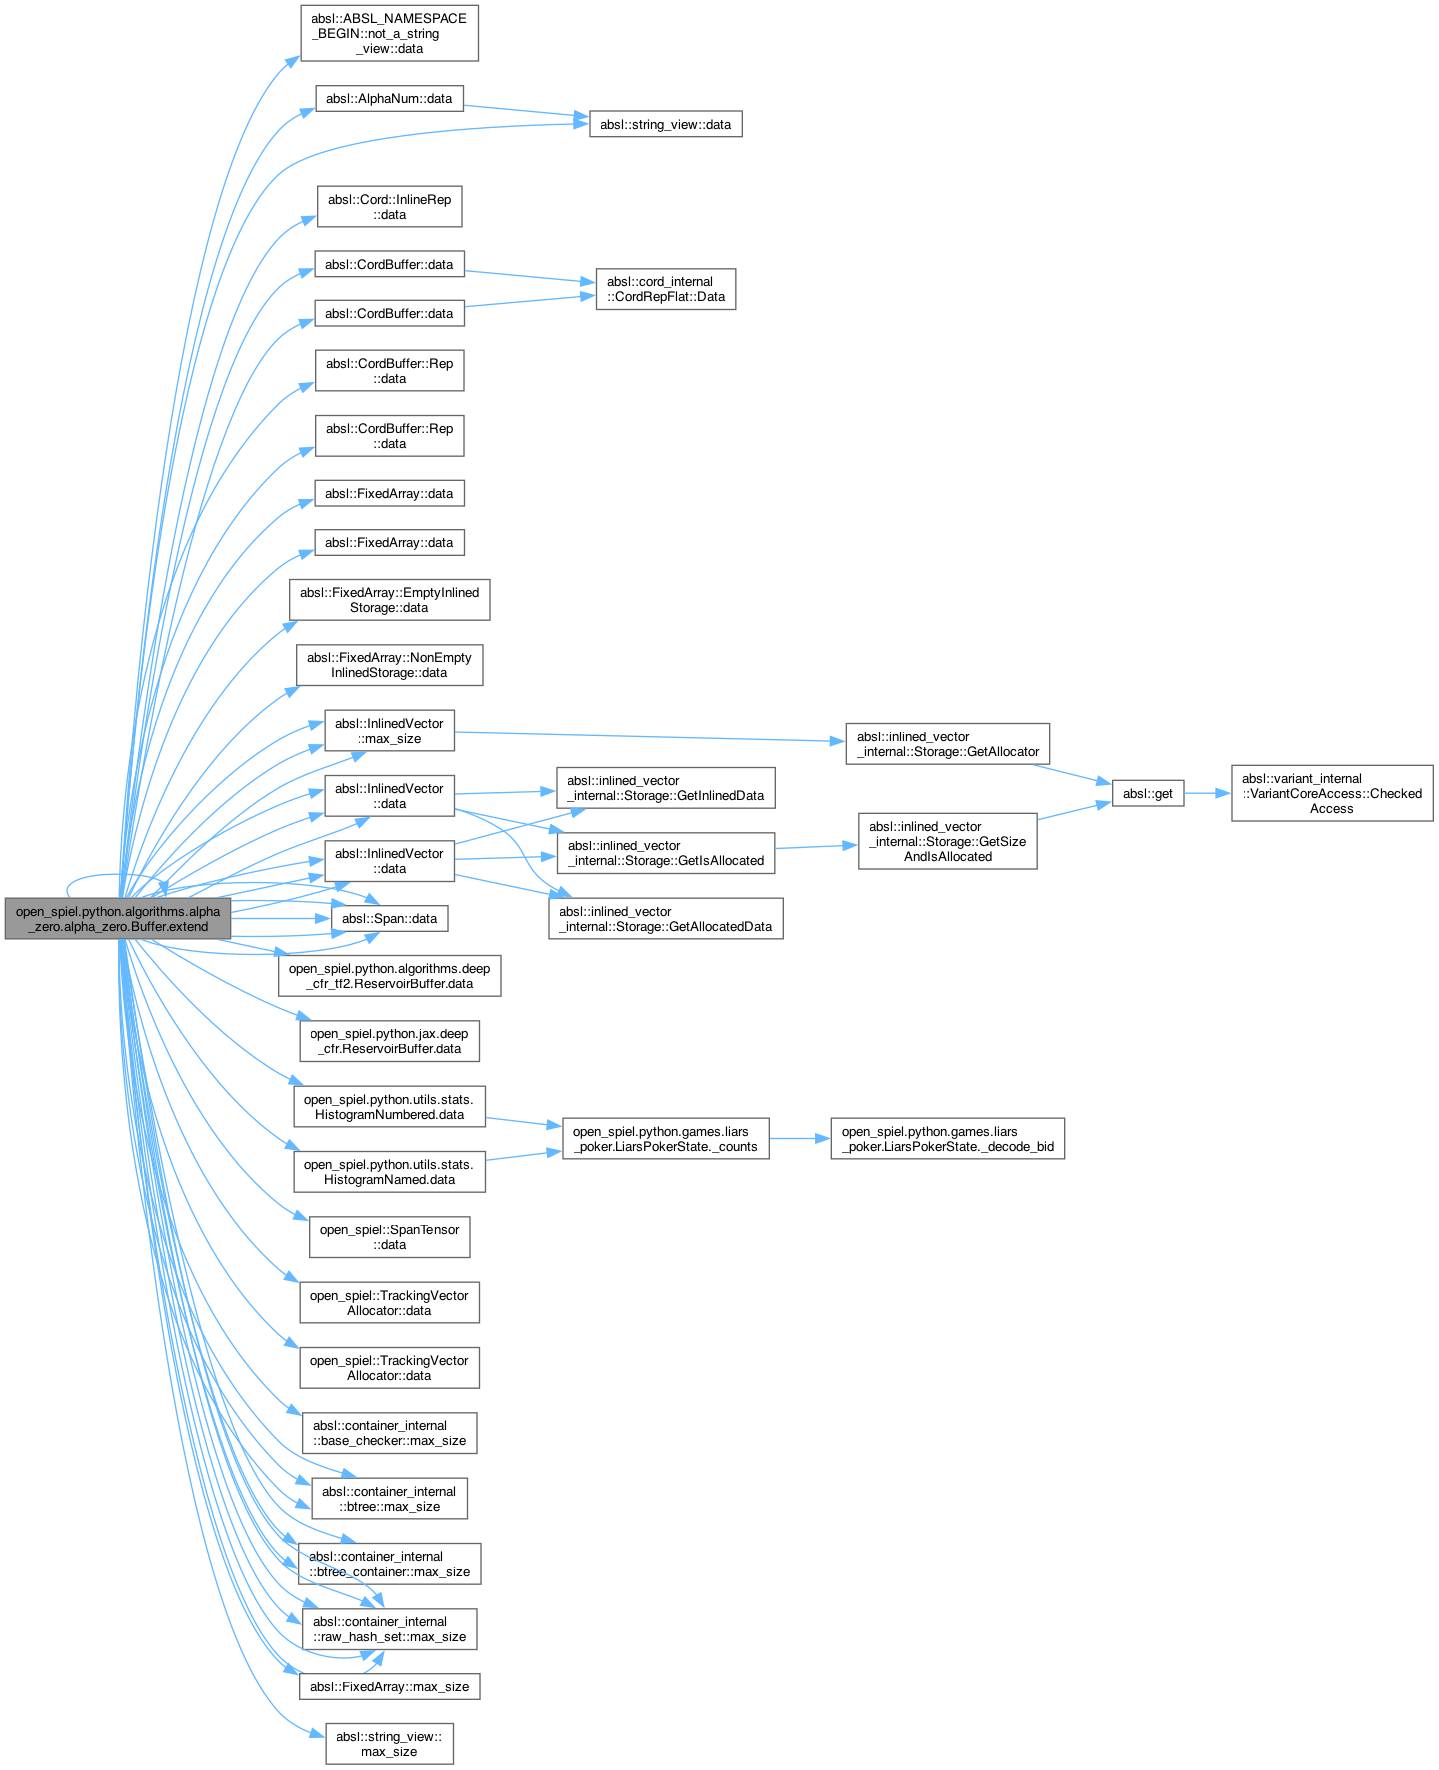 absl::ABSL_NAMESPACE
_BEGIN::not_a_string
_view::data
absl::AlphaNum::data
absl::string_view::data
absl::Cord::InlineRep
::data
absl::CordBuffer::data
absl::cord_internal
::CordRepFlat::Data
absl::CordBuffer::data
absl::CordBuffer::Rep
::data
absl::CordBuffer::Rep
::data
absl::FixedArray::data
absl::FixedArray::data
absl::FixedArray::EmptyInlined
Storage::data
absl::FixedArray::NonEmpty
InlinedStorage::data
absl::InlinedVector
::max_size
absl::inlined_vector
_internal::Storage::GetAllocator
absl::InlinedVector
::data
absl::inlined_vector
_internal::Storage::GetInlinedData
absl::get
absl::variant_internal
::VariantCoreAccess::Checked
Access
absl::InlinedVector
::data
absl::inlined_vector
_internal::Storage::GetIsAllocated
absl::inlined_vector
_internal::Storage::GetSize
AndIsAllocated
open_spiel.python.algorithms.alpha
_zero.alpha_zero.Buffer.extend
absl::Span::data
absl::inlined_vector
_internal::Storage::GetAllocatedData
open_spiel.python.algorithms.deep
_cfr_tf2.ReservoirBuffer.data
open_spiel.python.jax.deep
_cfr.ReservoirBuffer.data
open_spiel.python.utils.stats.
HistogramNumbered.data
open_spiel.python.games.liars
_poker.LiarsPokerState._counts
open_spiel.python.games.liars
_poker.LiarsPokerState._decode_bid
open_spiel.python.utils.stats.
HistogramNamed.data
open_spiel::SpanTensor
::data
open_spiel::TrackingVector
Allocator::data
open_spiel::TrackingVector
Allocator::data
absl::container_internal
::base_checker::max_size
absl::container_internal
::btree::max_size
absl::container_internal
::btree_container::max_size
absl::container_internal
::raw_hash_set::max_size
absl::FixedArray::max_size
absl::string_view::
max_size